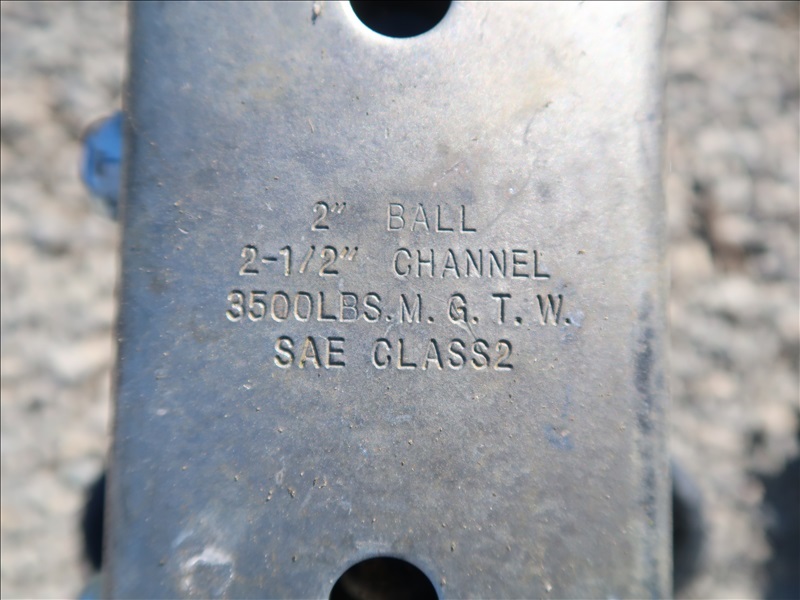 2" BALL
2-1/2" CHANNEL
3500LBS.M.G.T.W.
SAE CLASS2